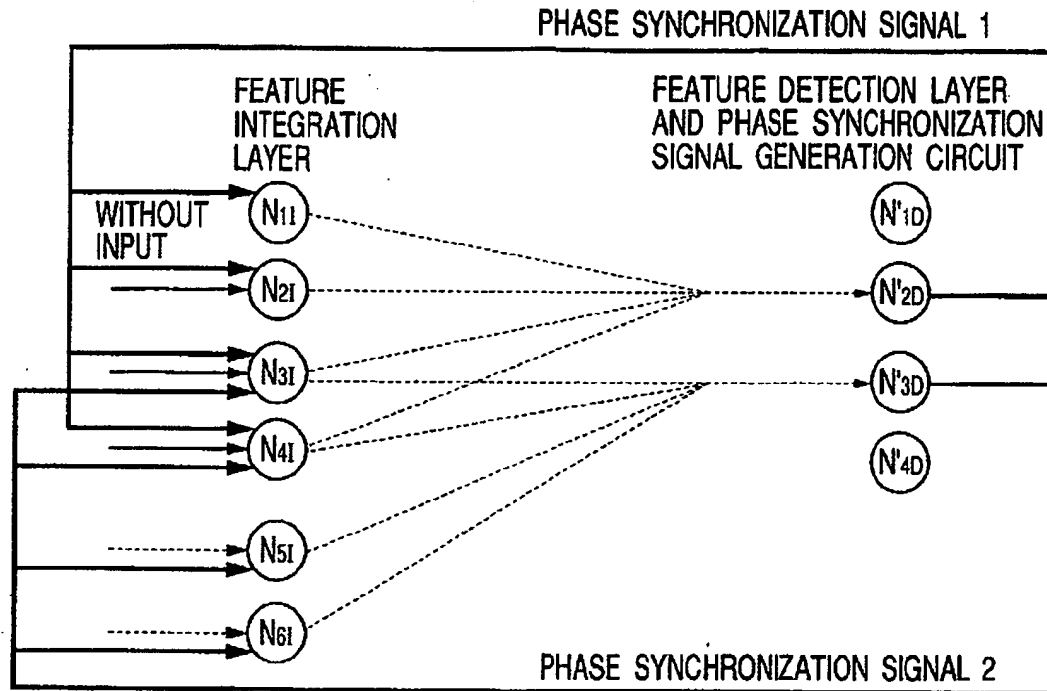 PHASE SYNCHRONIZATION SIGNAL 1
FEATURE
INTEGRATION
LAYER
FEATURE DETECTION LAYER
AND PHASE SYNCHRONIZATION
SIGNAL GENERATION CIRCUIT
WITHOUT
INPUT
N1I
N'1D
N2I
N'2D
N3I
N'3D
N4I
N'4D
N5I
N6I
PHASE SYNCHRONIZATION SIGNAL 2